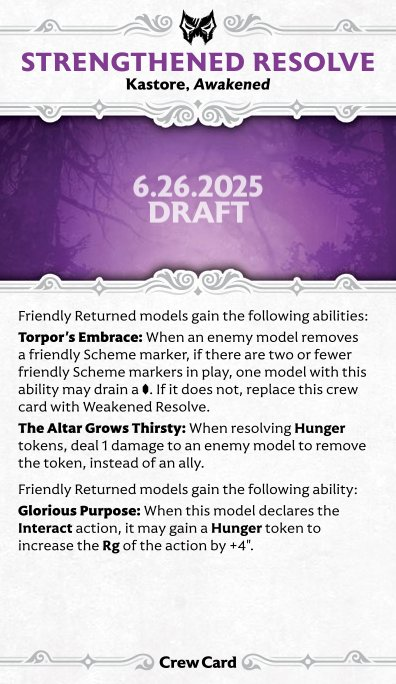 STRENGTHENED RESOLVE
Kastore, Awakened
6.26.2025
DRAFT
Friendly Returned models gain the following abilities:
Torpor's Embrace: When an enemy model removes
a friendly Scheme marker, if there are two or fewer
friendly Scheme markers in play, one model with this
ability may drain a . If it does not, replace this crew
card with Weakened Resolve.
The Altar Grows Thirsty: When resolving Hunger
tokens, deal 1 damage to an enemy model to remove
the token, instead of an ally.
Friendly Returned models gain the following ability:
Glorious Purpose: When this model declares the
Interact action, it may gain a Hunger token to
increase the Rg of the action by +4".
Crew Card